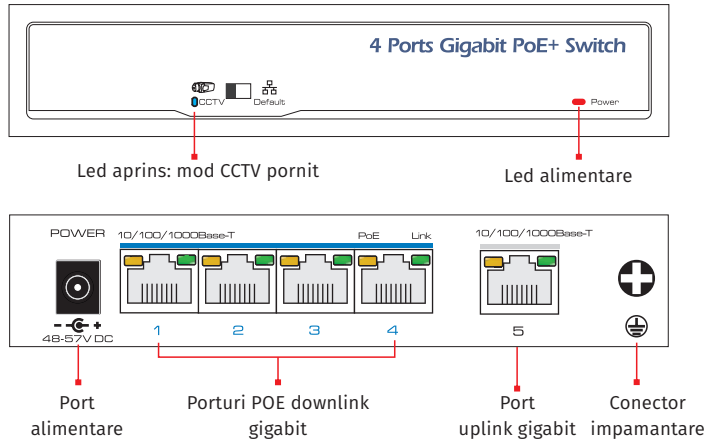 4 Ports Gigabit PoE+ Switch
CCTV
Default
Power
Led aprins: mod CCTV pornit
Led alimentare
POWER
10/100/1000Base-T
PoE
Link
10/100/1000Base-T
- +
48-57V DC
1
2
3
4
5
Port
alimentare
Porturi POE downlink
gigabit
Port
uplink gigabit
Conector
impamantare